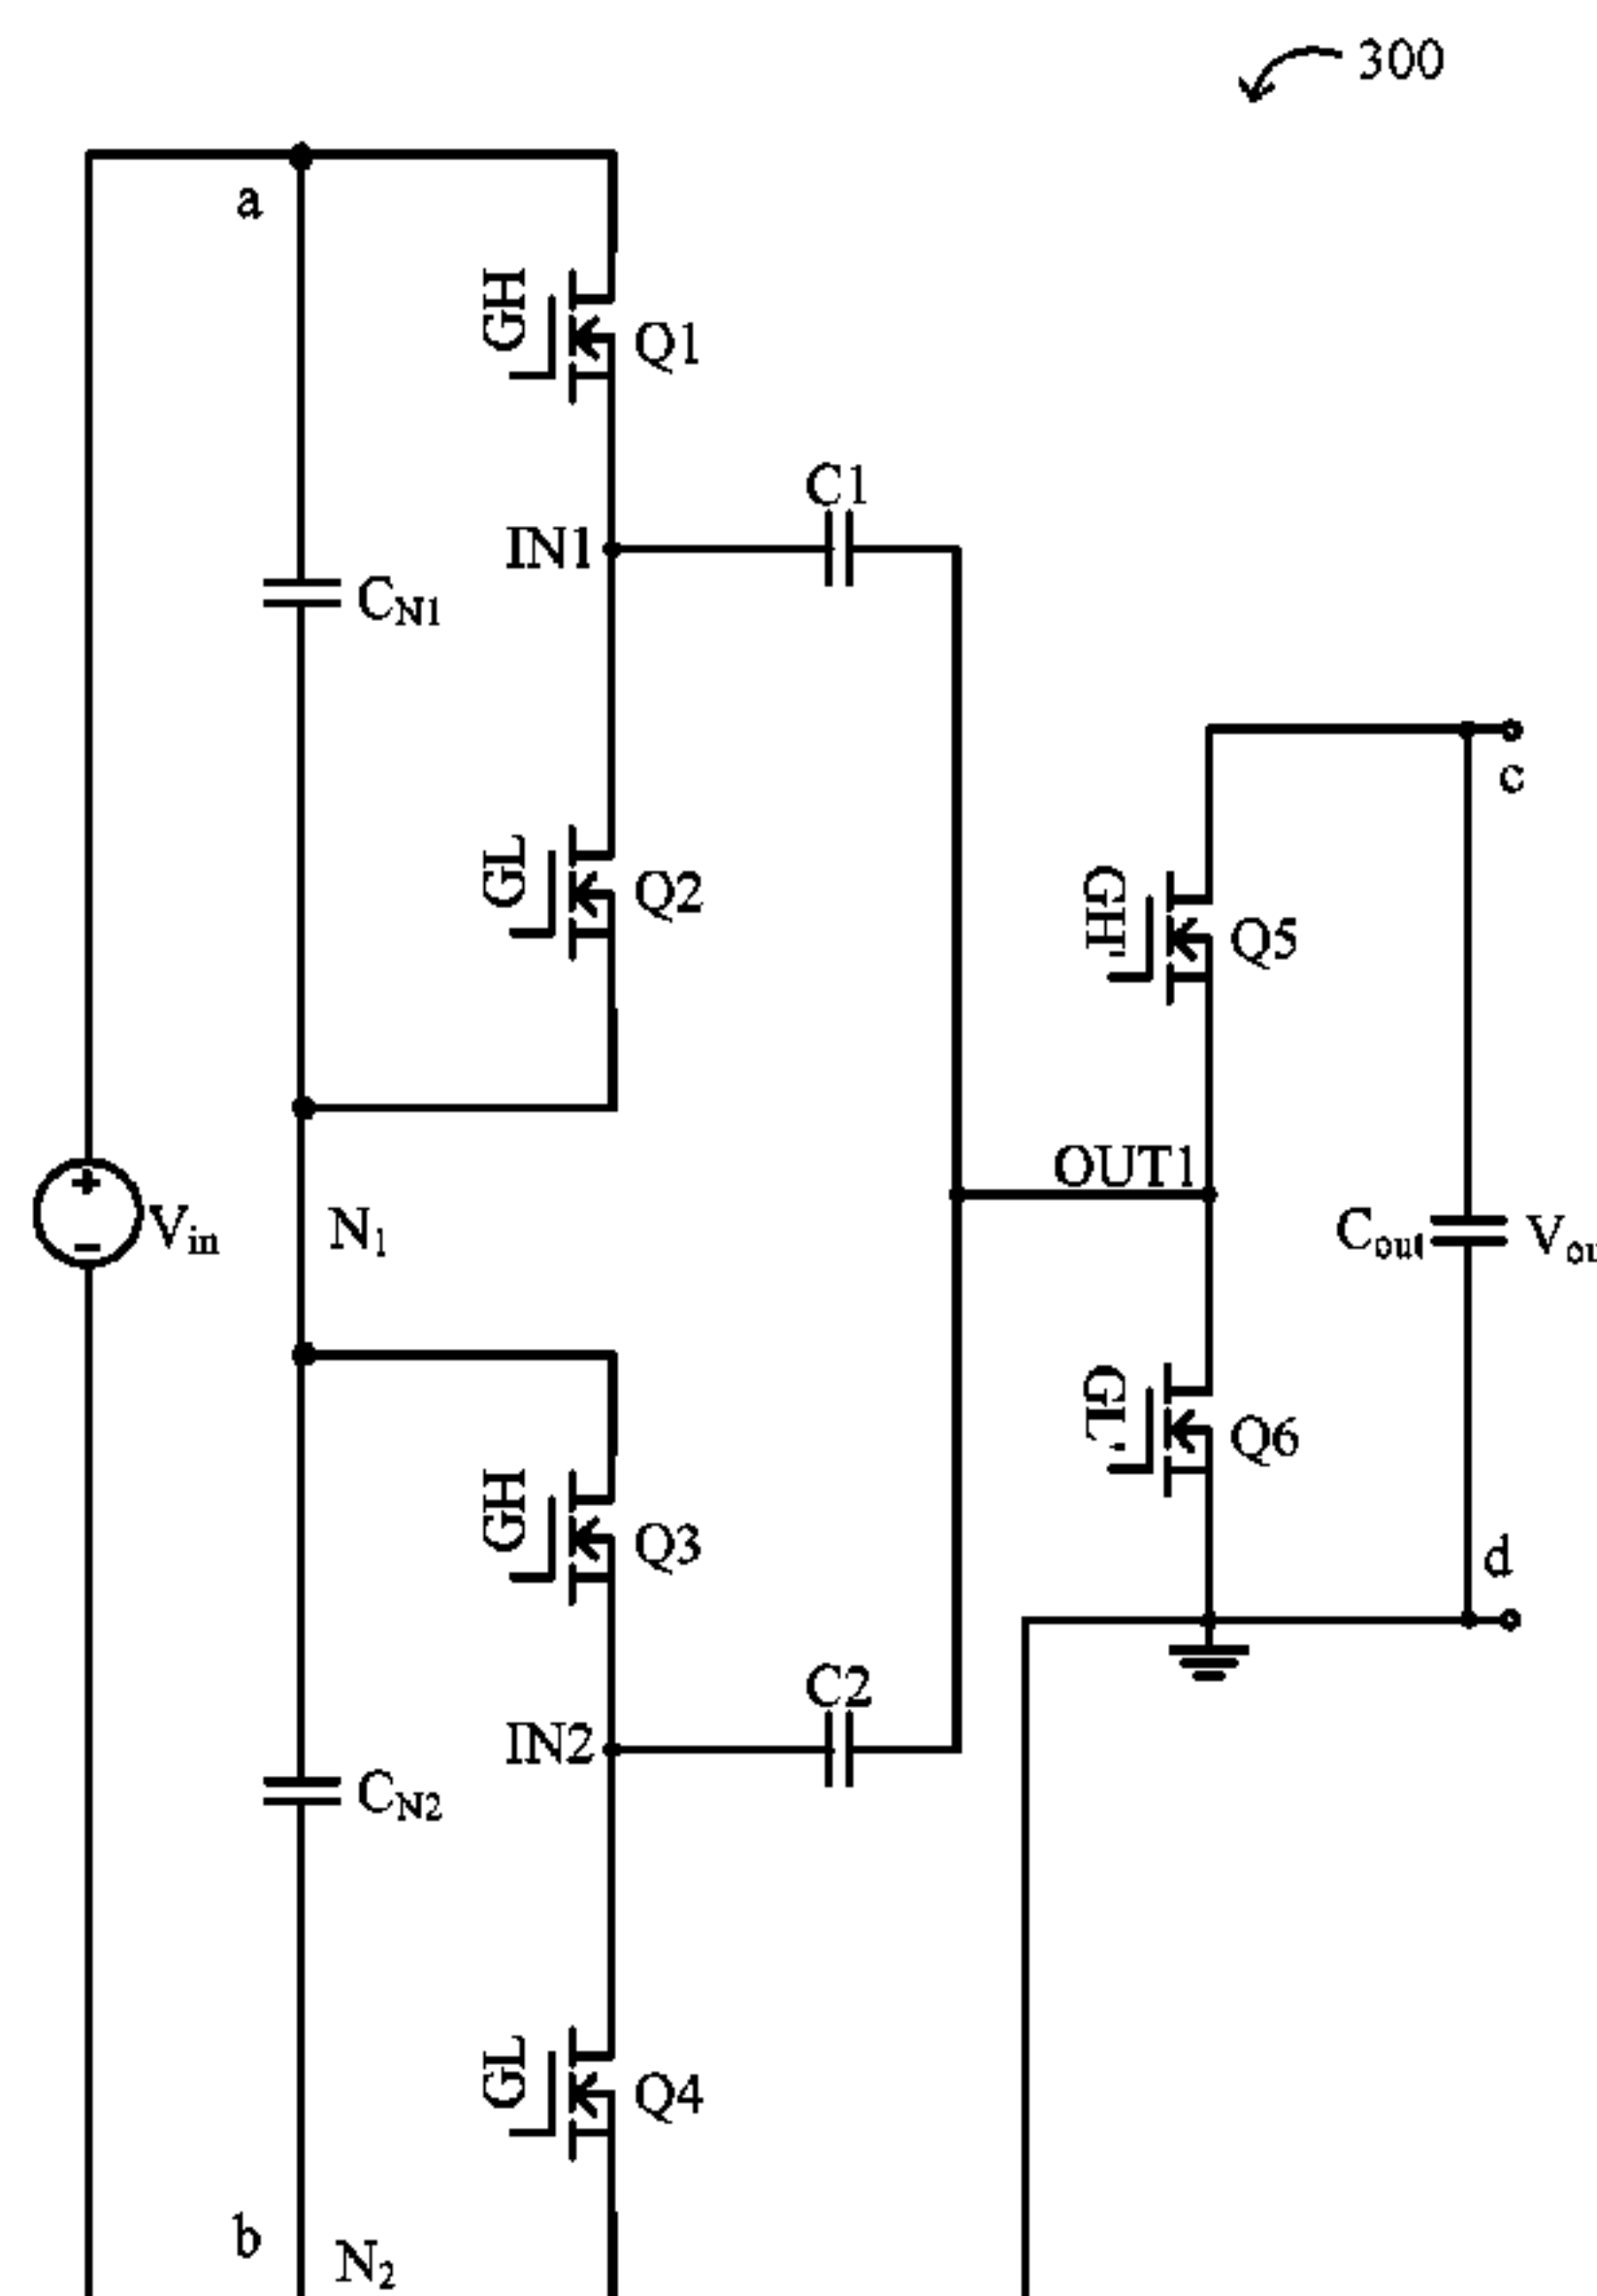 300
a
GH
Q1
C1
IN1
CN1
c
GL
Q2
GH'
Q5
OUT1
+
-
Vin
N1
Cout
Vou
GL'
Q6
GH
Q3
d
C2
IN2
CN2
GL
Q4
b
N2